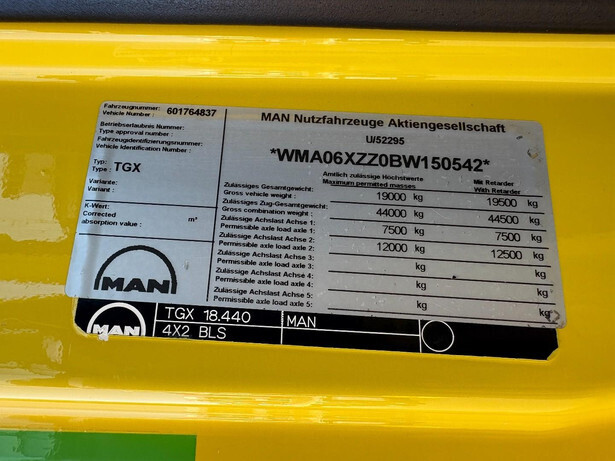 Fahrzeugnummer: 601764837
Vehicle Number :
Betriebserlaubnis Nummer:
Type approval number :
Fahrzeugidentifizierungsnummer:
Vehicle Identification Number :
Typ:
Type : TGX
Variante:
Variant :
K-Wert:
Corrected
absorption value : m²
MAN
MAN Nutzfahrzeuge Aktiengesellschaft
U/52295
*WMA06XZZ0BW150542*
Amtlich zulässige Höchstwerte Mit Retarder
Maximum permitted masses With Retarder
Zulässiges Gesamtgewicht:
Gross vehicle weight : 19000 kg 19500 kg
Zulässiges Zug-Gesamtgewicht:
Gross combination weight : 44000 kg 44500 kg
Zulässige Achslast Achse 1:
Permissible axle load axle 1: 7500 kg 7500 kg
Zulässige Achslast Achse 2:
Permissible axle load axle 2: 12000 kg 12500 kg
Zulässige Achslast Achse 3:
Permissible axle load axle 3: kg kg
Zulässige Achslast Achse 4:
Permissible axle load axle 4: kg kg
Zulässige Achslast Achse 5:
Permissible axle load axle 5: kg kg
MAN
TGX 18.440 MAN
4X2 BLS